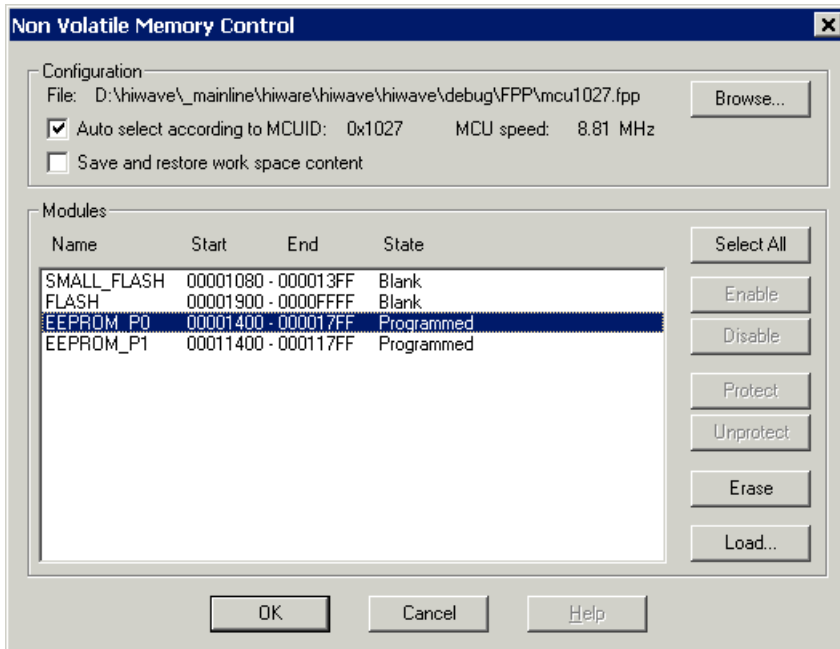 Non Volatile Memory Control
Configuration
File: D:\hiwave\_mainline\hiware\hiwave\hiwave\debug\FPP\mcu1027.fpp
Browse...
Auto select according to MCUID: 0x1027 MCU speed: 8.81 MHz
Save and restore work space content
Modules
Name Start End State
Select All
SMALL_FLASH 00001080 - 000013FF Blank
FLASH 00001900 - 0000FFFF Blank
EEPROM_P0 00001400 - 000017FF Programmed
EEPROM_P1 00011400 - 000117FF Programmed
Enable
Disable
Protect
Unprotect
Erase
Load...
OK Cancel Help